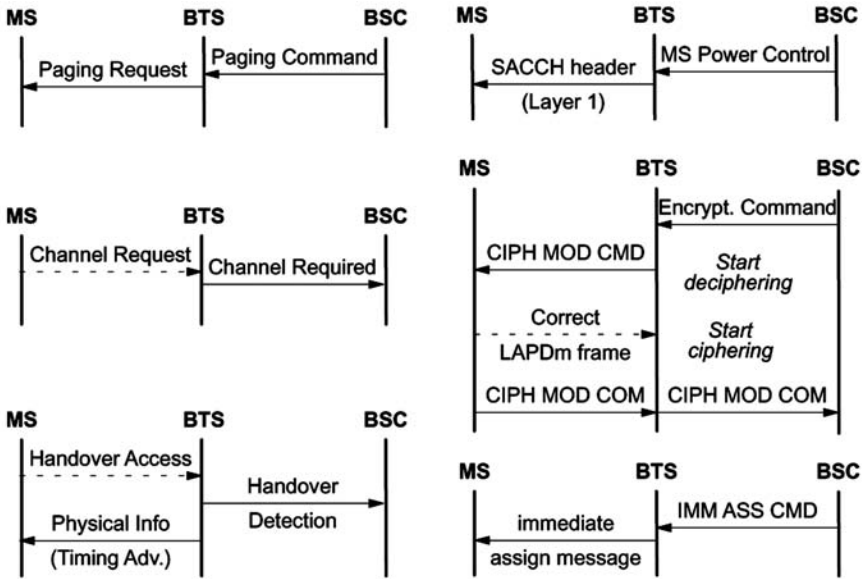 MS BTS BSC
Paging Command
Paging Request
MS BTS BSC
Channel Request
Channel Required
MS BTS BSC
Handover Access
Handover
Detection
Physical Info
(Timing Adv.)
MS BTS BSC
MS Power Control
SACCH header
(Layer 1)
MS BTS BSC
Encrypt. Command
CIPH MOD CMD
Start
deciphering
Correct
LAPDm frame
Start
ciphering
CIPH MOD COM CIPH MOD COM
MS BTS BSC
IMM ASS CMD
immediate
assign message